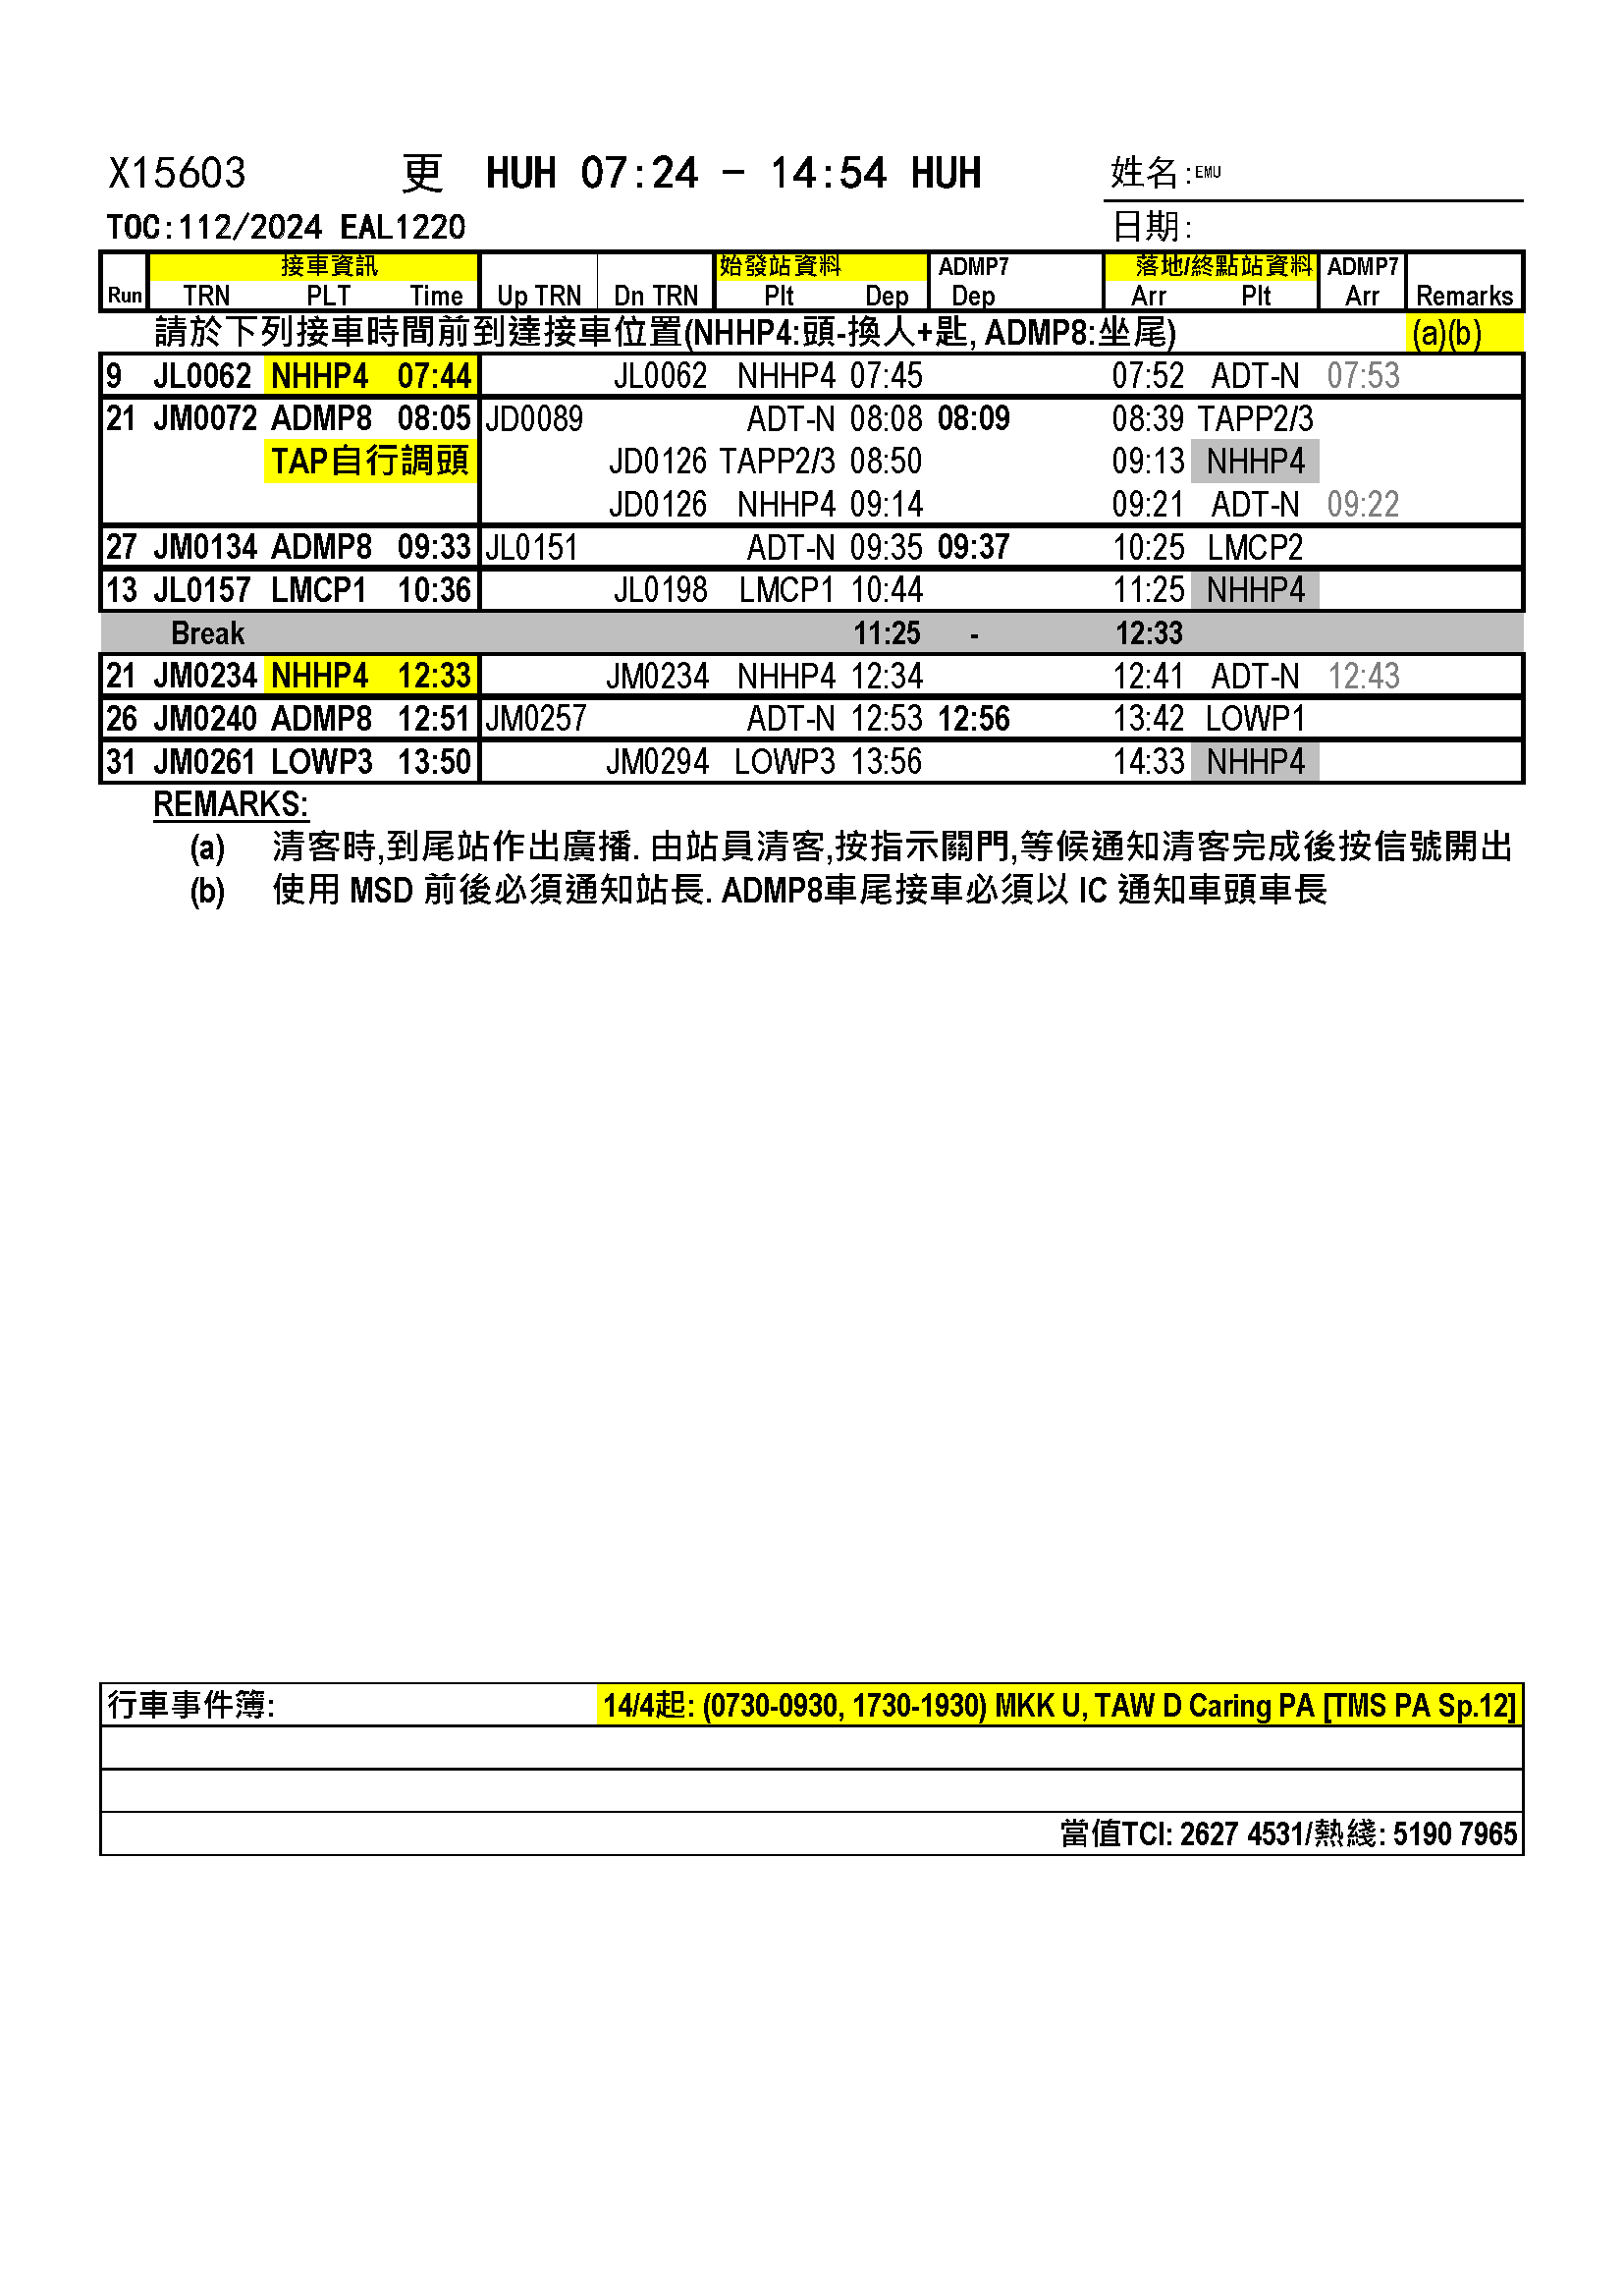 X15603 更 HUH 07:24 - 14:54 HUH 姓名:EMU
TOC:112/2024 EAL1220 日期:
接車資訊 始發站資料 ADMP7 落地/終點站資料 ADMP7
Run TRN PLT Time Up TRN Dn TRN Plt Dep Dep Arr Plt Arr Remarks
請於下列接車時間前到達接車位置(NHHP4:頭-換人+匙, ADMP8:坐尾) (a)(b)
9 JL0062 NHHP4 07:44 JL0062 NHHP4 07:45 07:52 ADT-N 07:53
21 JM0072 ADMP8 08:05 JD0089 ADT-N 08:08 08:09 08:39 TAPP2/3
TAP自行調頭 JD0126 TAPP2/3 08:50 09:13 NHHP4
JD0126 NHHP4 09:14 09:21 ADT-N 09:22
27 JM0134 ADMP8 09:33 JL0151 ADT-N 09:35 09:37 10:25 LMCP2
13 JL0157 LMCP1 10:36 JL0198 LMCP1 10:44 11:25 NHHP4
Break 11:25 - 12:33
21 JM0234 NHHP4 12:33 JM0234 NHHP4 12:34 12:41 ADT-N 12:43
26 JM0240 ADMP8 12:51 JM0257 ADT-N 12:53 12:56 13:42 LOWP1
31 JM0261 LOWP3 13:50 JM0294 LOWP3 13:56 14:33 NHHP4
REMARKS:
(a) 清客時,到尾站作出廣播. 由站員清客,按指示關門,等候通知清客完成後按信號開出
(b) 使用 MSD 前後必須通知站長. ADMP8車尾接車必須以 IC 通知車頭車長
行車事件簿: 14/4起: (0730-0930, 1730-1930) MKK U, TAW D Caring PA [TMS PA Sp.12]
當值TCI: 2627 4531/熱綫: 5190 7965